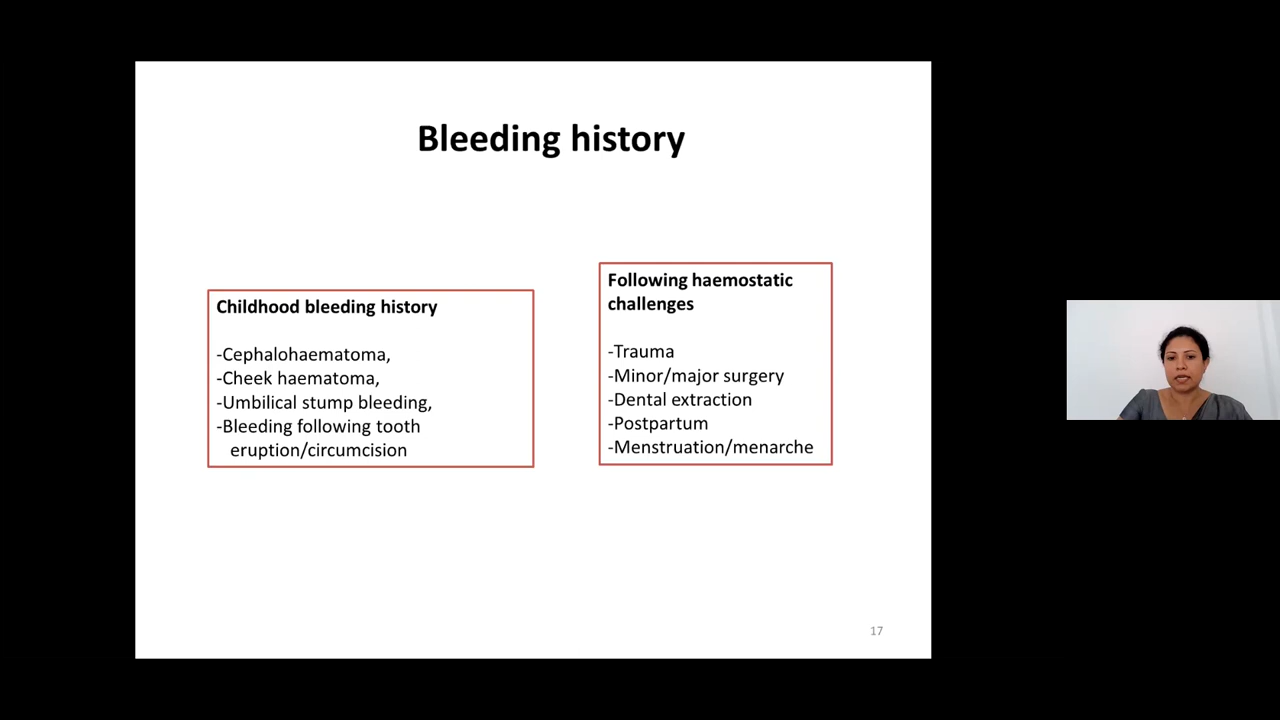 Bleeding history
Childhood bleeding history
-Cephalohaematoma,
-Cheek haematoma,
-Umbilical stump bleeding,
-Bleeding following tooth
eruption/circumcision
Following haemostatic
challenges
-Trauma
-Minor/major surgery
-Dental extraction
-Postpartum
-Menstruation/menarche
17